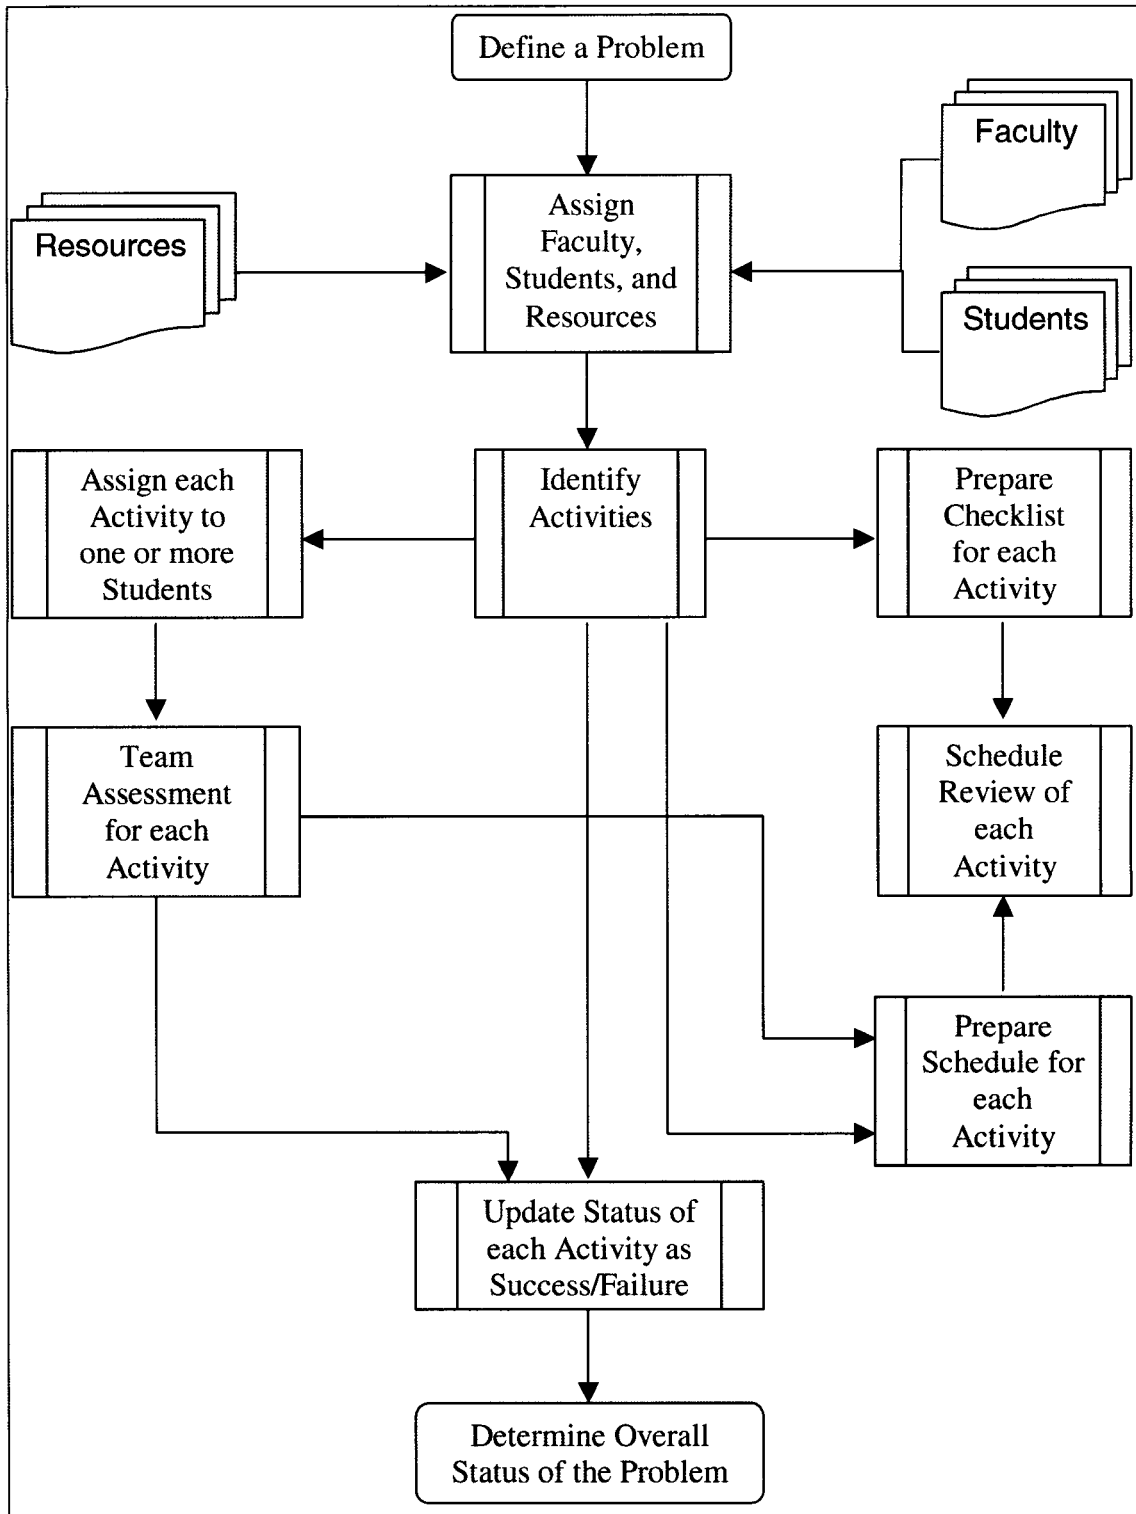 Define a Problem
Faculty
Assign
Faculty,
Students, and
Resources
Resources
Students
Assign each
Activity to
one or more
Students
Identify
Activities
Prepare
Checklist
for each
Activity
Team
Assessment
for each
Activity
Schedule
Review of
each
Activity
Prepare
Schedule for
each
Activity
Update Status of
each Activity as
Success/Failure
Determine Overall
Status of the Problem